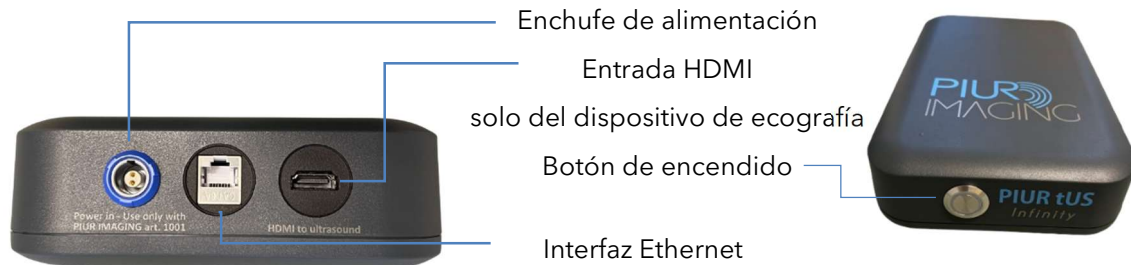 Enchufe de alimentación
Entrada HDMI
solo del dispositivo de ecografía
Botón de encendido
Interfaz Ethernet
Power in - Use only with
PIUR IMAGING art. 1001
HDMI to ultrasound
PIUR
IMAGING
PIUR tUS
Infinity